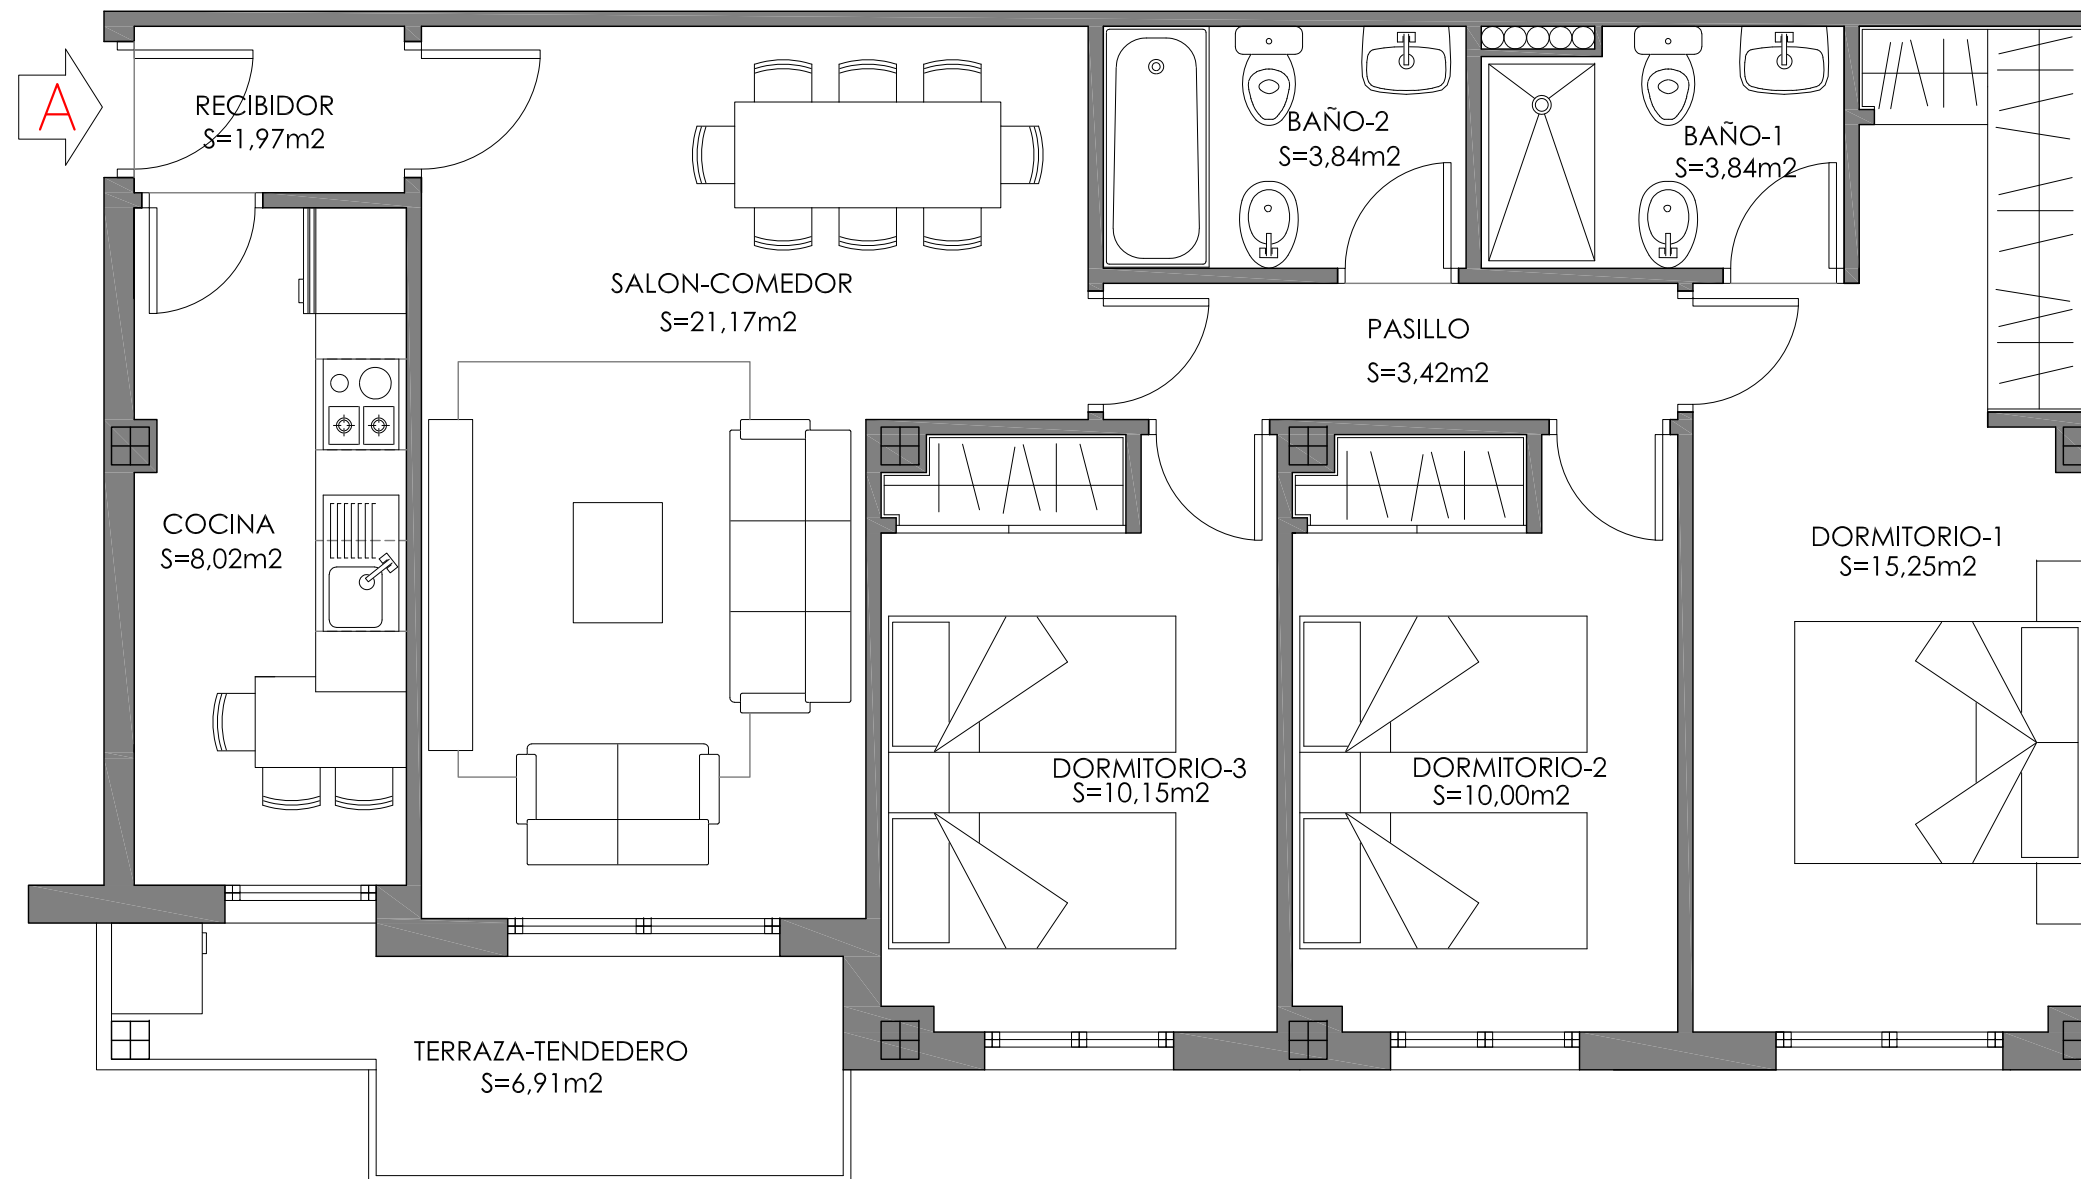 A
RECIBIDOR
S=1,97m2
BAÑO-2
S=3,84m2
BAÑO-1
S=3,84m2
SALON-COMEDOR
S=21,17m2
PASILLO
S=3,42m2
COCINA
S=8,02m2
DORMITORIO-1
S=15,25m2
DORMITORIO-3
S=10,15m2
DORMITORIO-2
S=10,00m2
TERRAZA-TENDEDERO
S=6,91m2